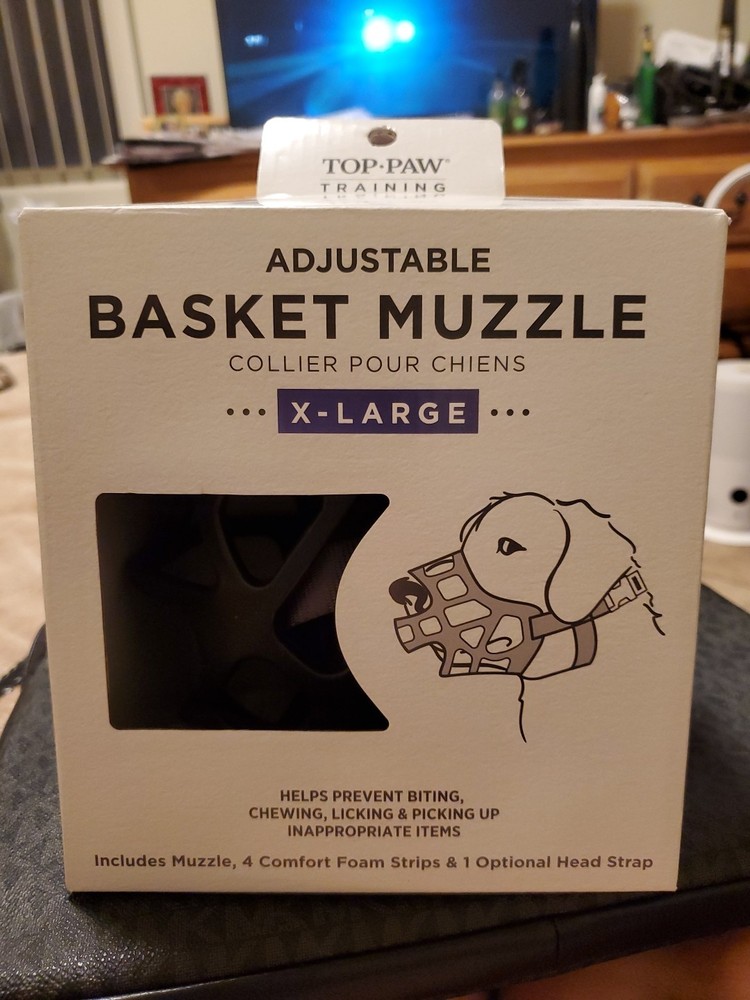 TOP·PAW®
TRAINING
ADJUSTABLE
BASKET MUZZLE
COLLIER POUR CHIENS
••• X-LARGE •••
HELPS PREVENT BITING,
CHEWING, LICKING & PICKING UP
INAPPROPRIATE ITEMS
Includes Muzzle, 4 Comfort Foam Strips & 1 Optional Head Strap